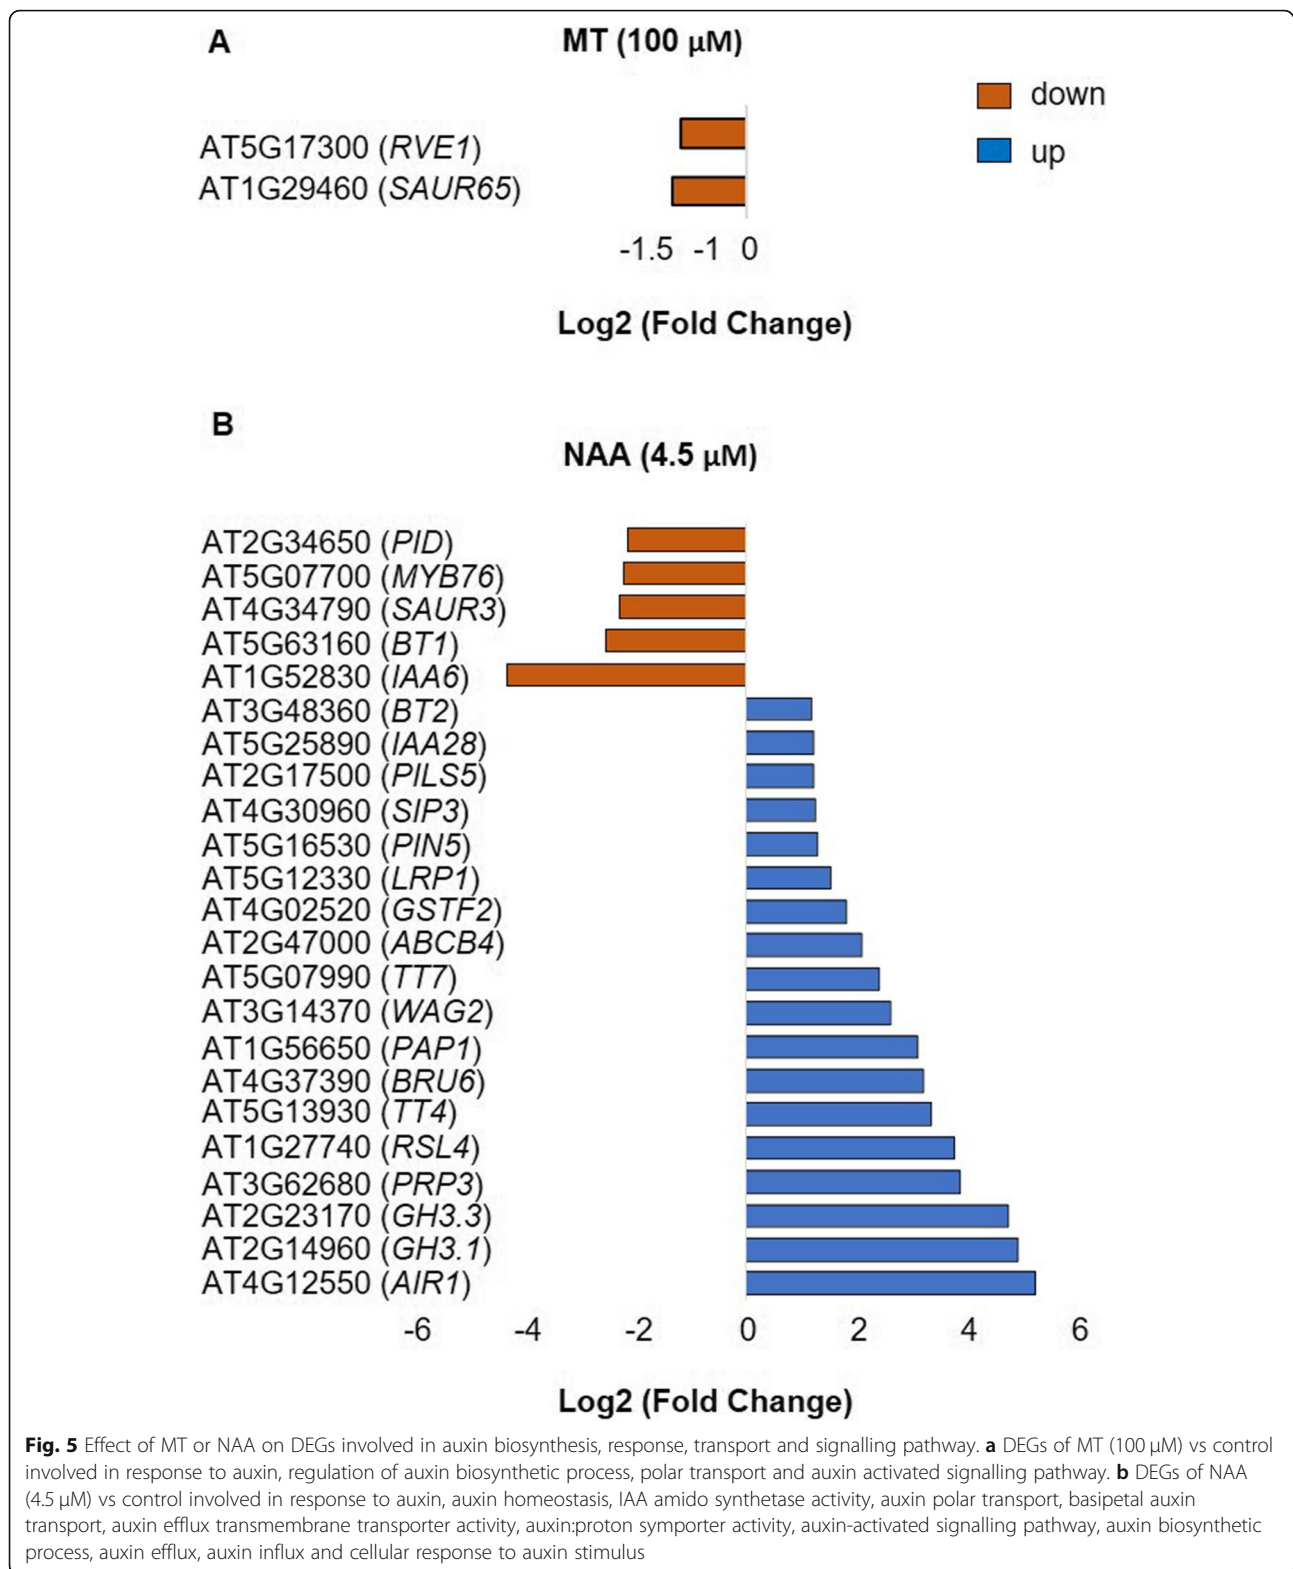 A
MT (100 µM)
down
up
AT5G17300 (RVE1)
AT1G29460 (SAUR65)
-1.5 -1 0
Log2 (Fold Change)
B
NAA (4.5 µM)
AT2G34650 (PID)
AT5G07700 (MYB76)
AT4G34790 (SAUR3)
AT5G63160 (BT1)
AT1G52830 (IAA6)
AT3G48360 (BT2)
AT5G25890 (IAA28)
AT2G17500 (PILS5)
AT4G30960 (SIP3)
AT5G16530 (PIN5)
AT5G12330 (LRP1)
AT4G02520 (GSTF2)
AT2G47000 (ABCB4)
AT5G07990 (TT7)
AT3G14370 (WAG2)
AT1G56650 (PAP1)
AT4G37390 (BRU6)
AT5G13930 (TT4)
AT1G27740 (RSL4)
AT3G62680 (PRP3)
AT2G23170 (GH3.3)
AT2G14960 (GH3.1)
AT4G12550 (AIR1)
-6 -4 -2 0 2 4 6
Log2 (Fold Change)
Fig. 5 Effect of MT or NAA on DEGs involved in auxin biosynthesis, response, transport and signalling pathway. a DEGs of MT (100 µM) vs control
involved in response to auxin, regulation of auxin biosynthetic process, polar transport and auxin activated signalling pathway. b DEGs of NAA
(4.5 µM) vs control involved in response to auxin, auxin homeostasis, IAA amido synthetase activity, auxin polar transport, basipetal auxin
transport, auxin efflux transmembrane transporter activity, auxin:proton symporter activity, auxin-activated signalling pathway, auxin biosynthetic
process, auxin efflux, auxin influx and cellular response to auxin stimulus